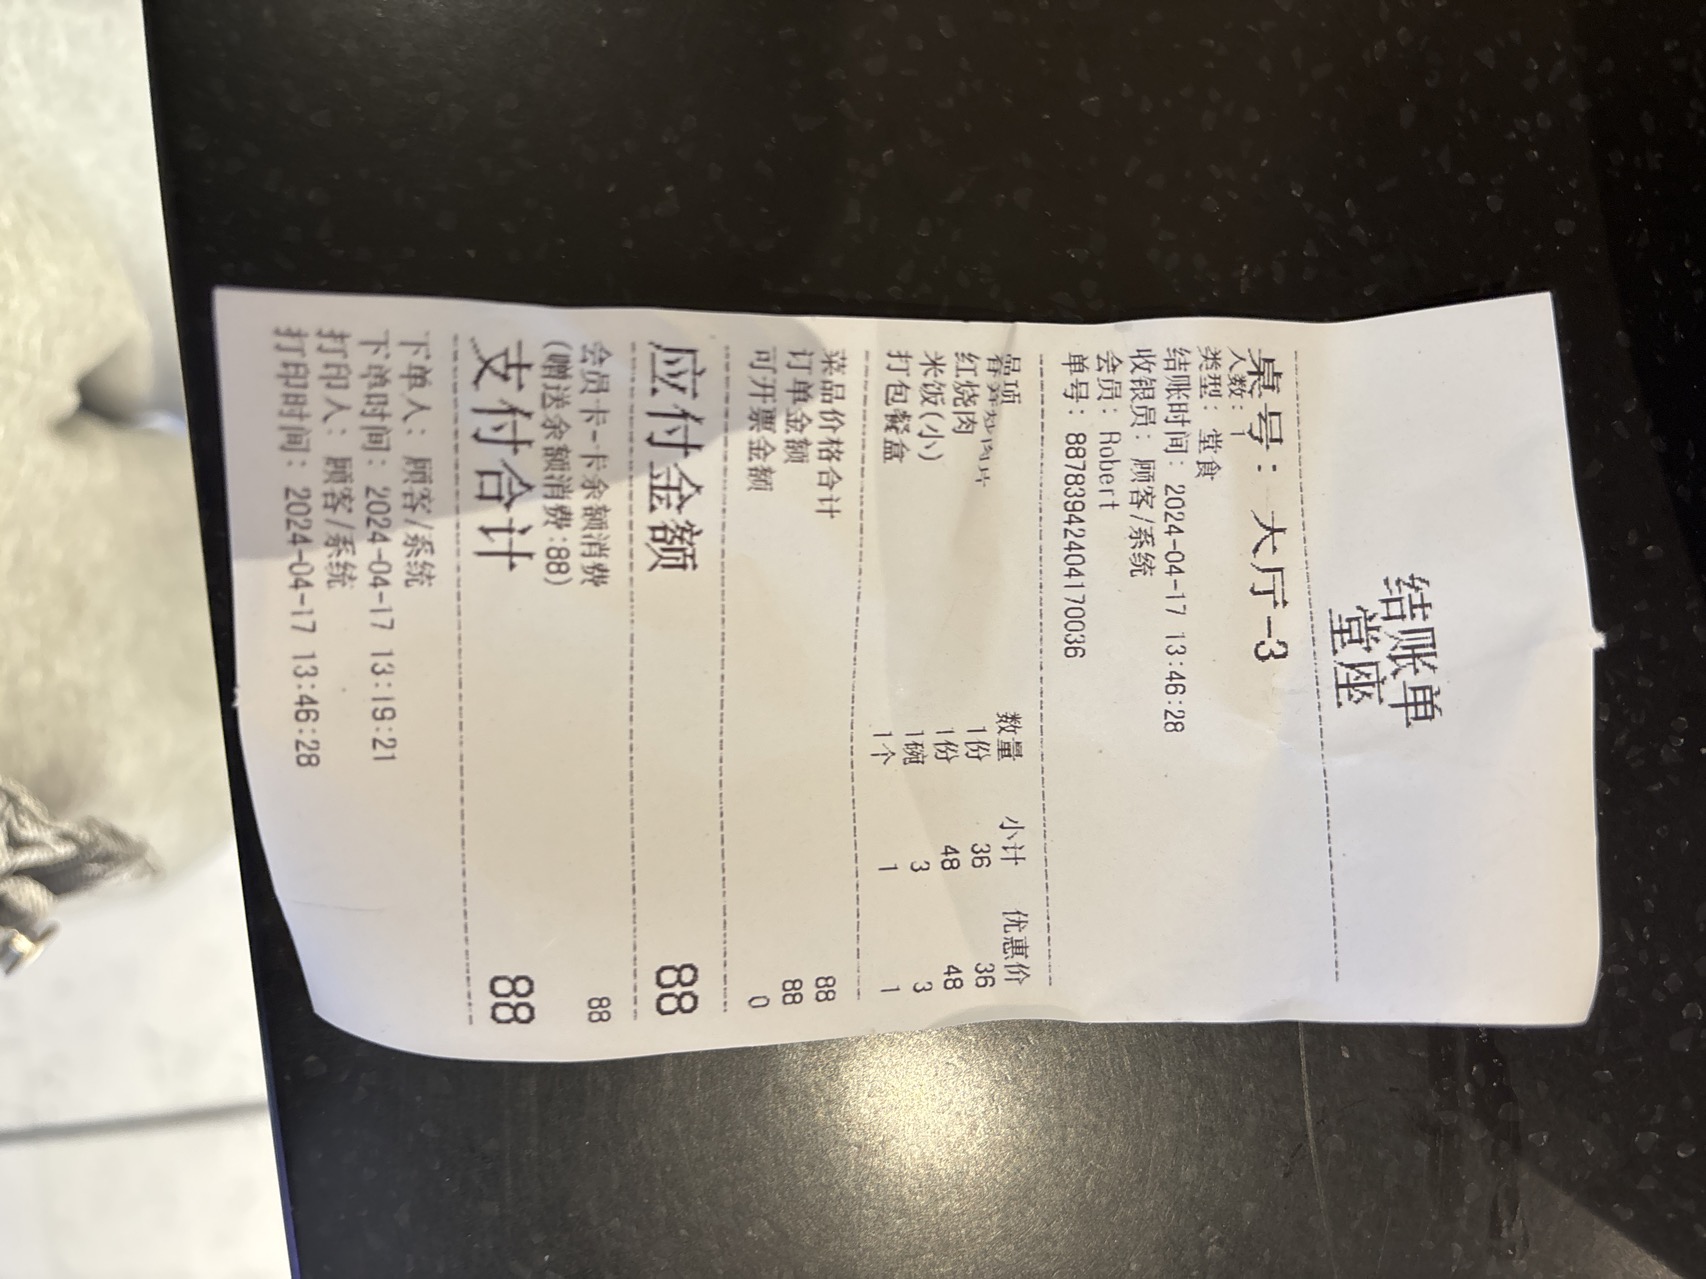 结账单
堂座
桌号：大厅-3
人数：1
类型：堂食
结账时间：2024-04-17 13:46:28
收银员：顾客/系统
会员：Robert
单号：887839424041700​36
品项 数量 小计 优惠价
1份 36 36
红烧肉 1份 48 48
米饭(小) 1碗 3 3
打包餐盒 1个 1 1
菜品价格合计 88
订单金额 88
可开票金额 0
应付金额 88
会员卡-卡余额消费 88
(赠送余额消费:88)
支付合计 88
下单人：顾客/系统
下单时间：2024-04-17 13:19:21
打印人：顾客/系统
打印时间：2024-04-17 13:46:28